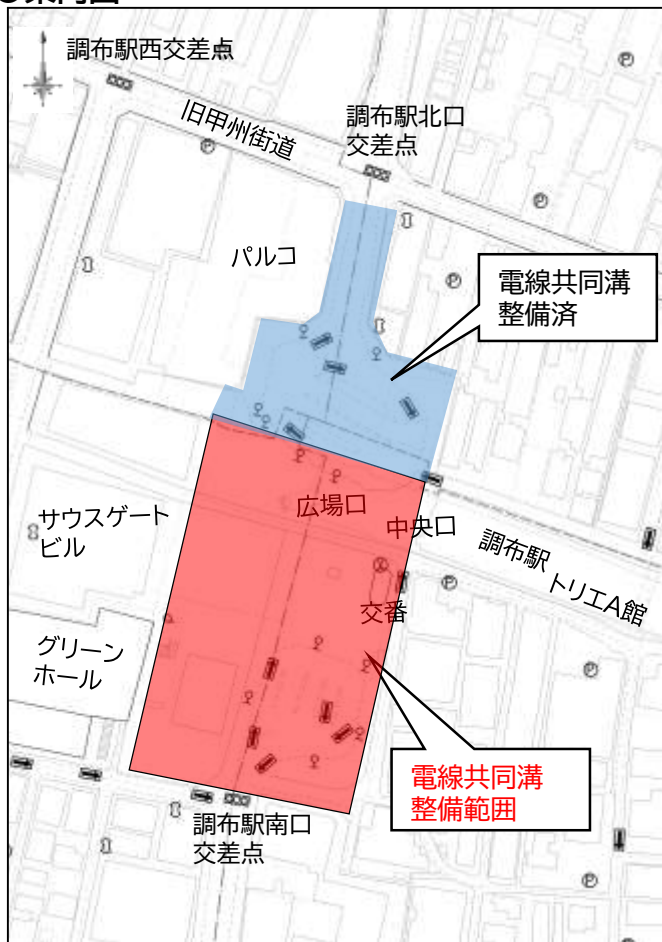 調布駅西交差点
旧甲州街道
調布駅北口
交差点
パルコ
電線共同溝
整備済
広場口
中央口
サウスゲート
ビル
調布駅
トリエA館
交番
グリーン
ホール
電線共同溝
整備範囲
調布駅南口
交差点